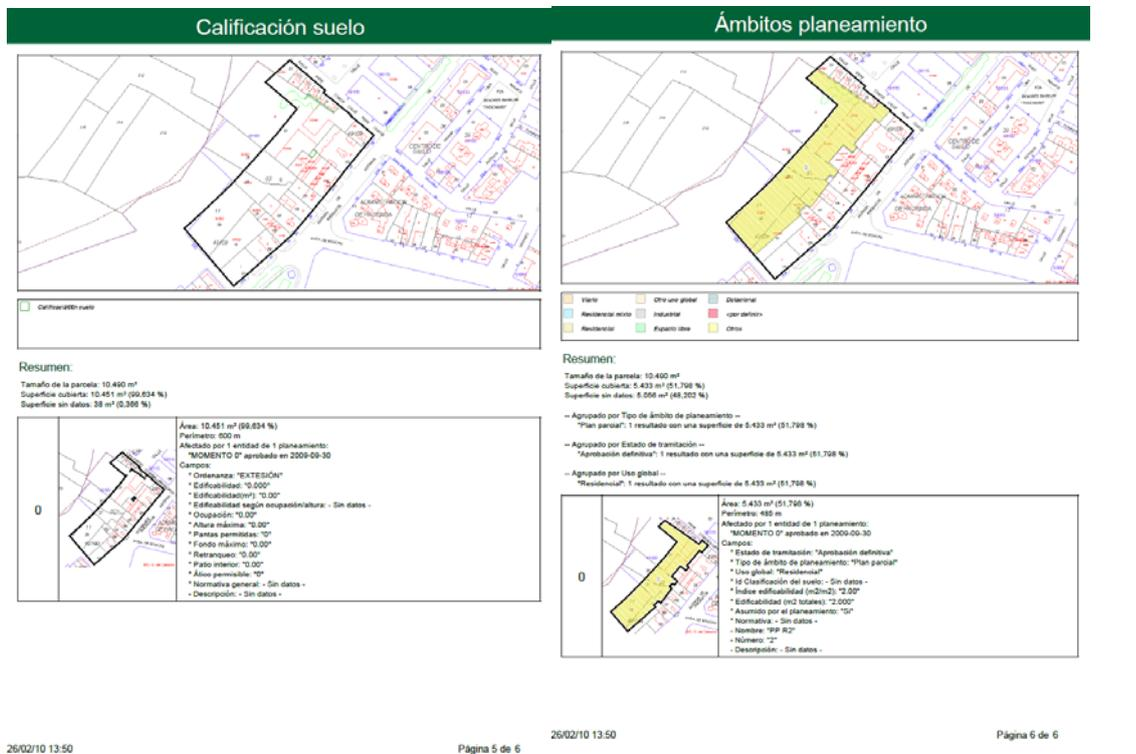 Calificación suelo
CENTRO DE SALUD
Calificación suelo
Resumen:
Tamaño de la parcela: 10.490 m²
Superficie cubierta: 10.451 m² (99,634 %)
Superficie sin datos: 38 m² (0,366 %)
0
Área: 10.451 m² (99,634 %)
Perímetro: 600 m
Afectado por 1 entidad de 1 planeamiento:
"MOMENTO 0" aprobado en 2009-09-30
Campos:
* Ordenanza: "EXTESIÓN"
* Edificabilidad: "0.000"
* Edificabilidad(m²): "0.00"
* Edificabilidad según ocupación/altura: - Sin datos -
* Ocupación: "0.00"
* Altura máxima: "0.00"
* Pantas permitidas: "0"
* Fondo máximo: "0.00"
* Retranqueo: "0.00"
* Patio interior: "0.00"
* Ático permisible: "0"
* Normativa general: - Sin datos -
- Descripción: - Sin datos -
26/02/10 13:50
Página 5 de 6
Ámbitos planeamiento
CENTRO DE SALUD
Viario
Otro uso global
Dotacional
Residencial mixto
Industrial
<por definir>
Residencial
Espacio libre
Otros
Resumen:
Tamaño de la parcela: 10.490 m²
Superficie cubierta: 5.433 m² (51,798 %)
Superficie sin datos: 5.056 m² (48,202 %)
-- Agrupado por Tipo de ámbito de planeamiento --
"Plan parcial": 1 resultado con una superficie de 5.433 m² (51,798 %)
-- Agrupado por Estado de tramitación --
"Aprobación definitiva": 1 resultado con una superficie de 5.433 m² (51,798 %)
-- Agrupado por Uso global --
"Residencial": 1 resultado con una superficie de 5.433 m² (51,798 %)
0
Área: 5.433 m² (51,798 %)
Perímetro: 485 m
Afectado por 1 entidad de 1 planeamiento:
"MOMENTO 0" aprobado en 2009-09-30
Campos:
* Estado de tramitación: "Aprobación definitiva"
* Tipo de ámbito de planeamiento: "Plan parcial"
* Uso global: "Residencial"
* Id Clasificación del suelo: - Sin datos -
* Índice edificabilidad (m2/m2): "2.00"
* Edificabilidad (m2 totales): "2.000"
* Asumido por el planeamiento: "Sí"
* Normativa: - Sin datos -
- Nombre: "PP R2"
- Número: "2"
- Descripción: - Sin datos -
26/02/10 13:50
Página 6 de 6